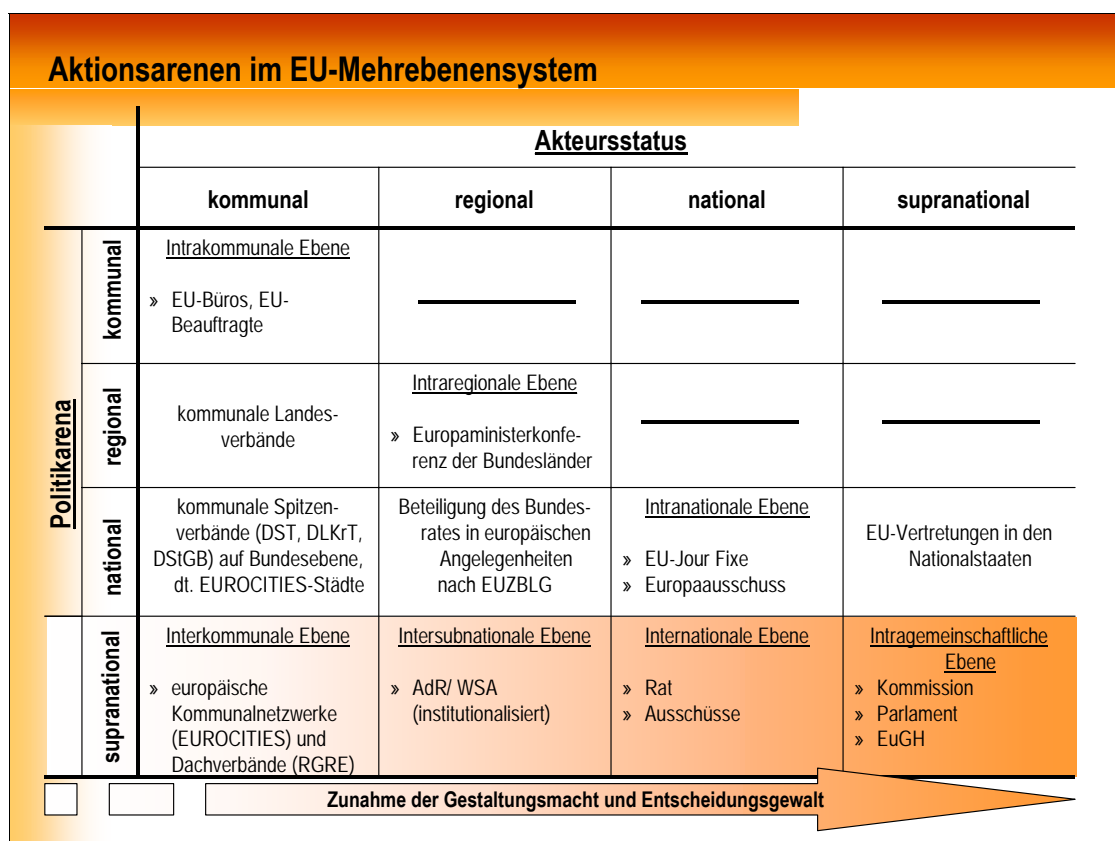 Aktionsarenen im EU-Mehrebenensystem
Akteursstatus
kommunal
regional
national
supranational
Politikarena
kommunal
Intrakommunale Ebene
» EU-Büros, EU-
Beauftragte
regional
kommunale Landes-
verbände
Intraregionale Ebene
» Europaministerkonfe-
renz der Bundesländer
national
kommunale Spitzen-
verbände (DST, DLKrT,
DStGB) auf Bundesebene,
dt. EUROCITIES-Städte
Beteiligung des Bundes-
rates in europäischen
Angelegenheiten
nach EUZBLG
Intranationale Ebene
» EU-Jour Fixe
» Europaausschuss
EU-Vertretungen in den
Nationalstaaten
supranational
Interkommunale Ebene
» europäische
Kommunalnetzwerke
(EUROCITIES) und
Dachverbände (RGRE)
Intersubnationale Ebene
» AdR/ WSA
(institutionalisiert)
Internationale Ebene
» Rat
» Ausschüsse
Intragemeinschaftliche
Ebene
» Kommission
» Parlament
» EuGH
Zunahme der Gestaltungsmacht und Entscheidungsgewalt